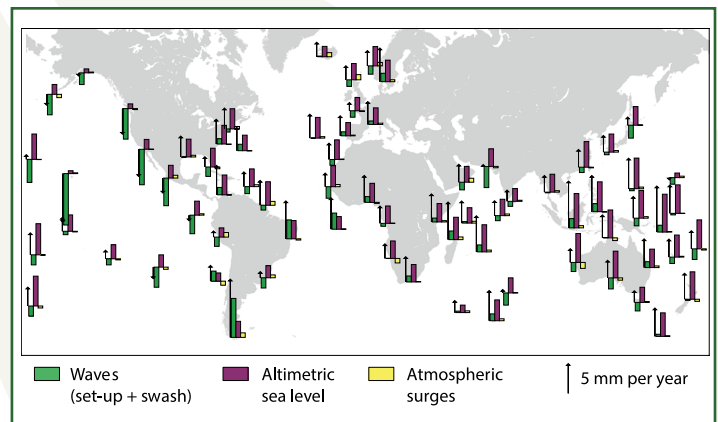 Waves
(set-up + swash)
Altimetric
sea level
Atmospheric
surges
5 mm per year